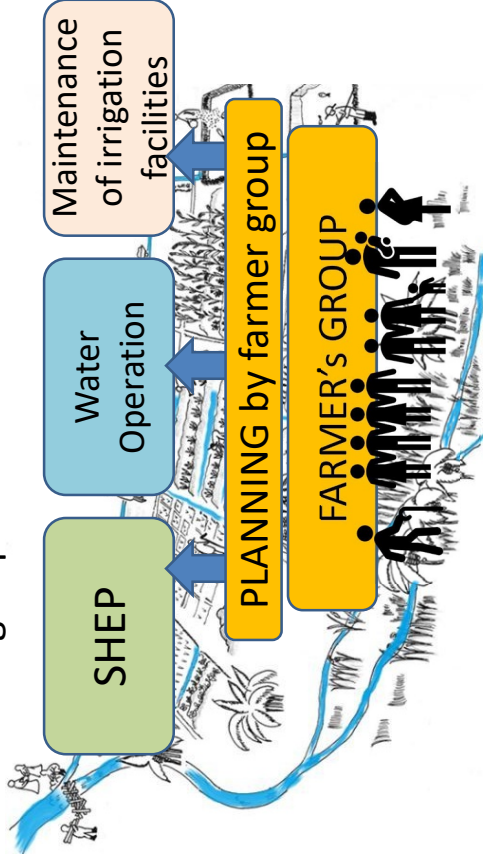 SHEP
Water
Operation
Maintenance
of irrigation
facilities
PLANNING by farmer group
FARMER's GROUP